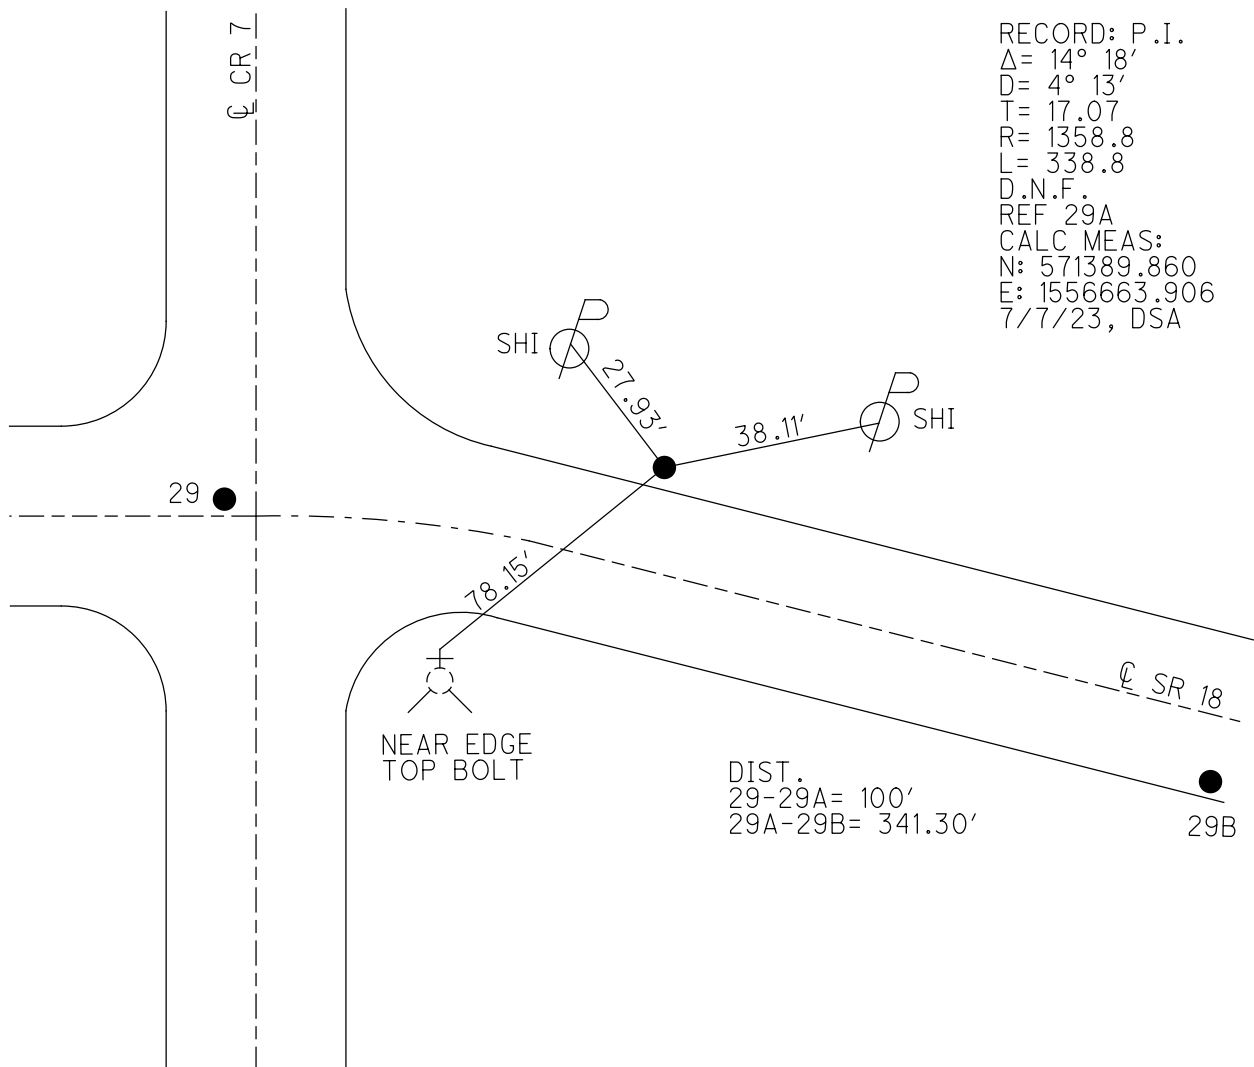 ℄ CR 7
RECORD: P.I.
Δ= 14° 18'
D= 4° 13'
T= 17.07
R= 1358.8
L= 338.8
D.N.F.
REF 29A
CALC MEAS:
N: 571389.860
E: 1556663.906
7/7/23, DSA
SHI
27.93'
38.11'
SHI
29
78.15'
℄ SR 18
NEAR EDGE
TOP BOLT
DIST.
29-29A= 100'
29A-29B= 341.30'
29B